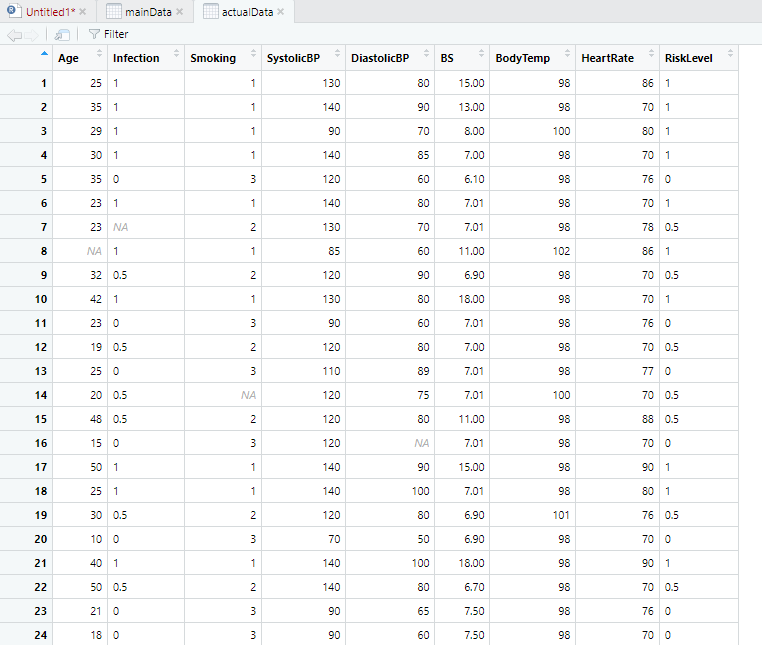 Untitled1* × mainData × actualData ×
Filter
Age Infection Smoking SystolicBP DiastolicBP BS BodyTemp HeartRate RiskLevel
1 25 1 1 130 80 15.00 98 86 1
2 35 1 1 140 90 13.00 98 70 1
3 29 1 1 90 70 8.00 100 80 1
4 30 1 1 140 85 7.00 98 70 1
5 35 0 3 120 60 6.10 98 76 0
6 23 1 1 140 80 7.01 98 70 1
7 23 NA 2 130 70 7.01 98 78 0.5
8 NA 1 1 85 60 11.00 102 86 1
9 32 0.5 2 120 90 6.90 98 70 0.5
10 42 1 1 130 80 18.00 98 70 1
11 23 0 3 90 60 7.01 98 76 0
12 19 0.5 2 120 80 7.00 98 70 0.5
13 25 0 3 110 89 7.01 98 77 0
14 20 0.5 NA 120 75 7.01 100 70 0.5
15 48 0.5 2 120 80 11.00 98 88 0.5
16 15 0 3 120 NA 7.01 98 70 0
17 50 1 1 140 90 15.00 98 90 1
18 25 1 1 140 100 7.01 98 80 1
19 30 0.5 2 120 80 6.90 101 76 0.5
20 10 0 3 70 50 6.90 98 70 0
21 40 1 1 140 100 18.00 98 90 1
22 50 0.5 2 140 80 6.70 98 70 0.5
23 21 0 3 90 65 7.50 98 76 0
24 18 0 3 90 60 7.50 98 70 0